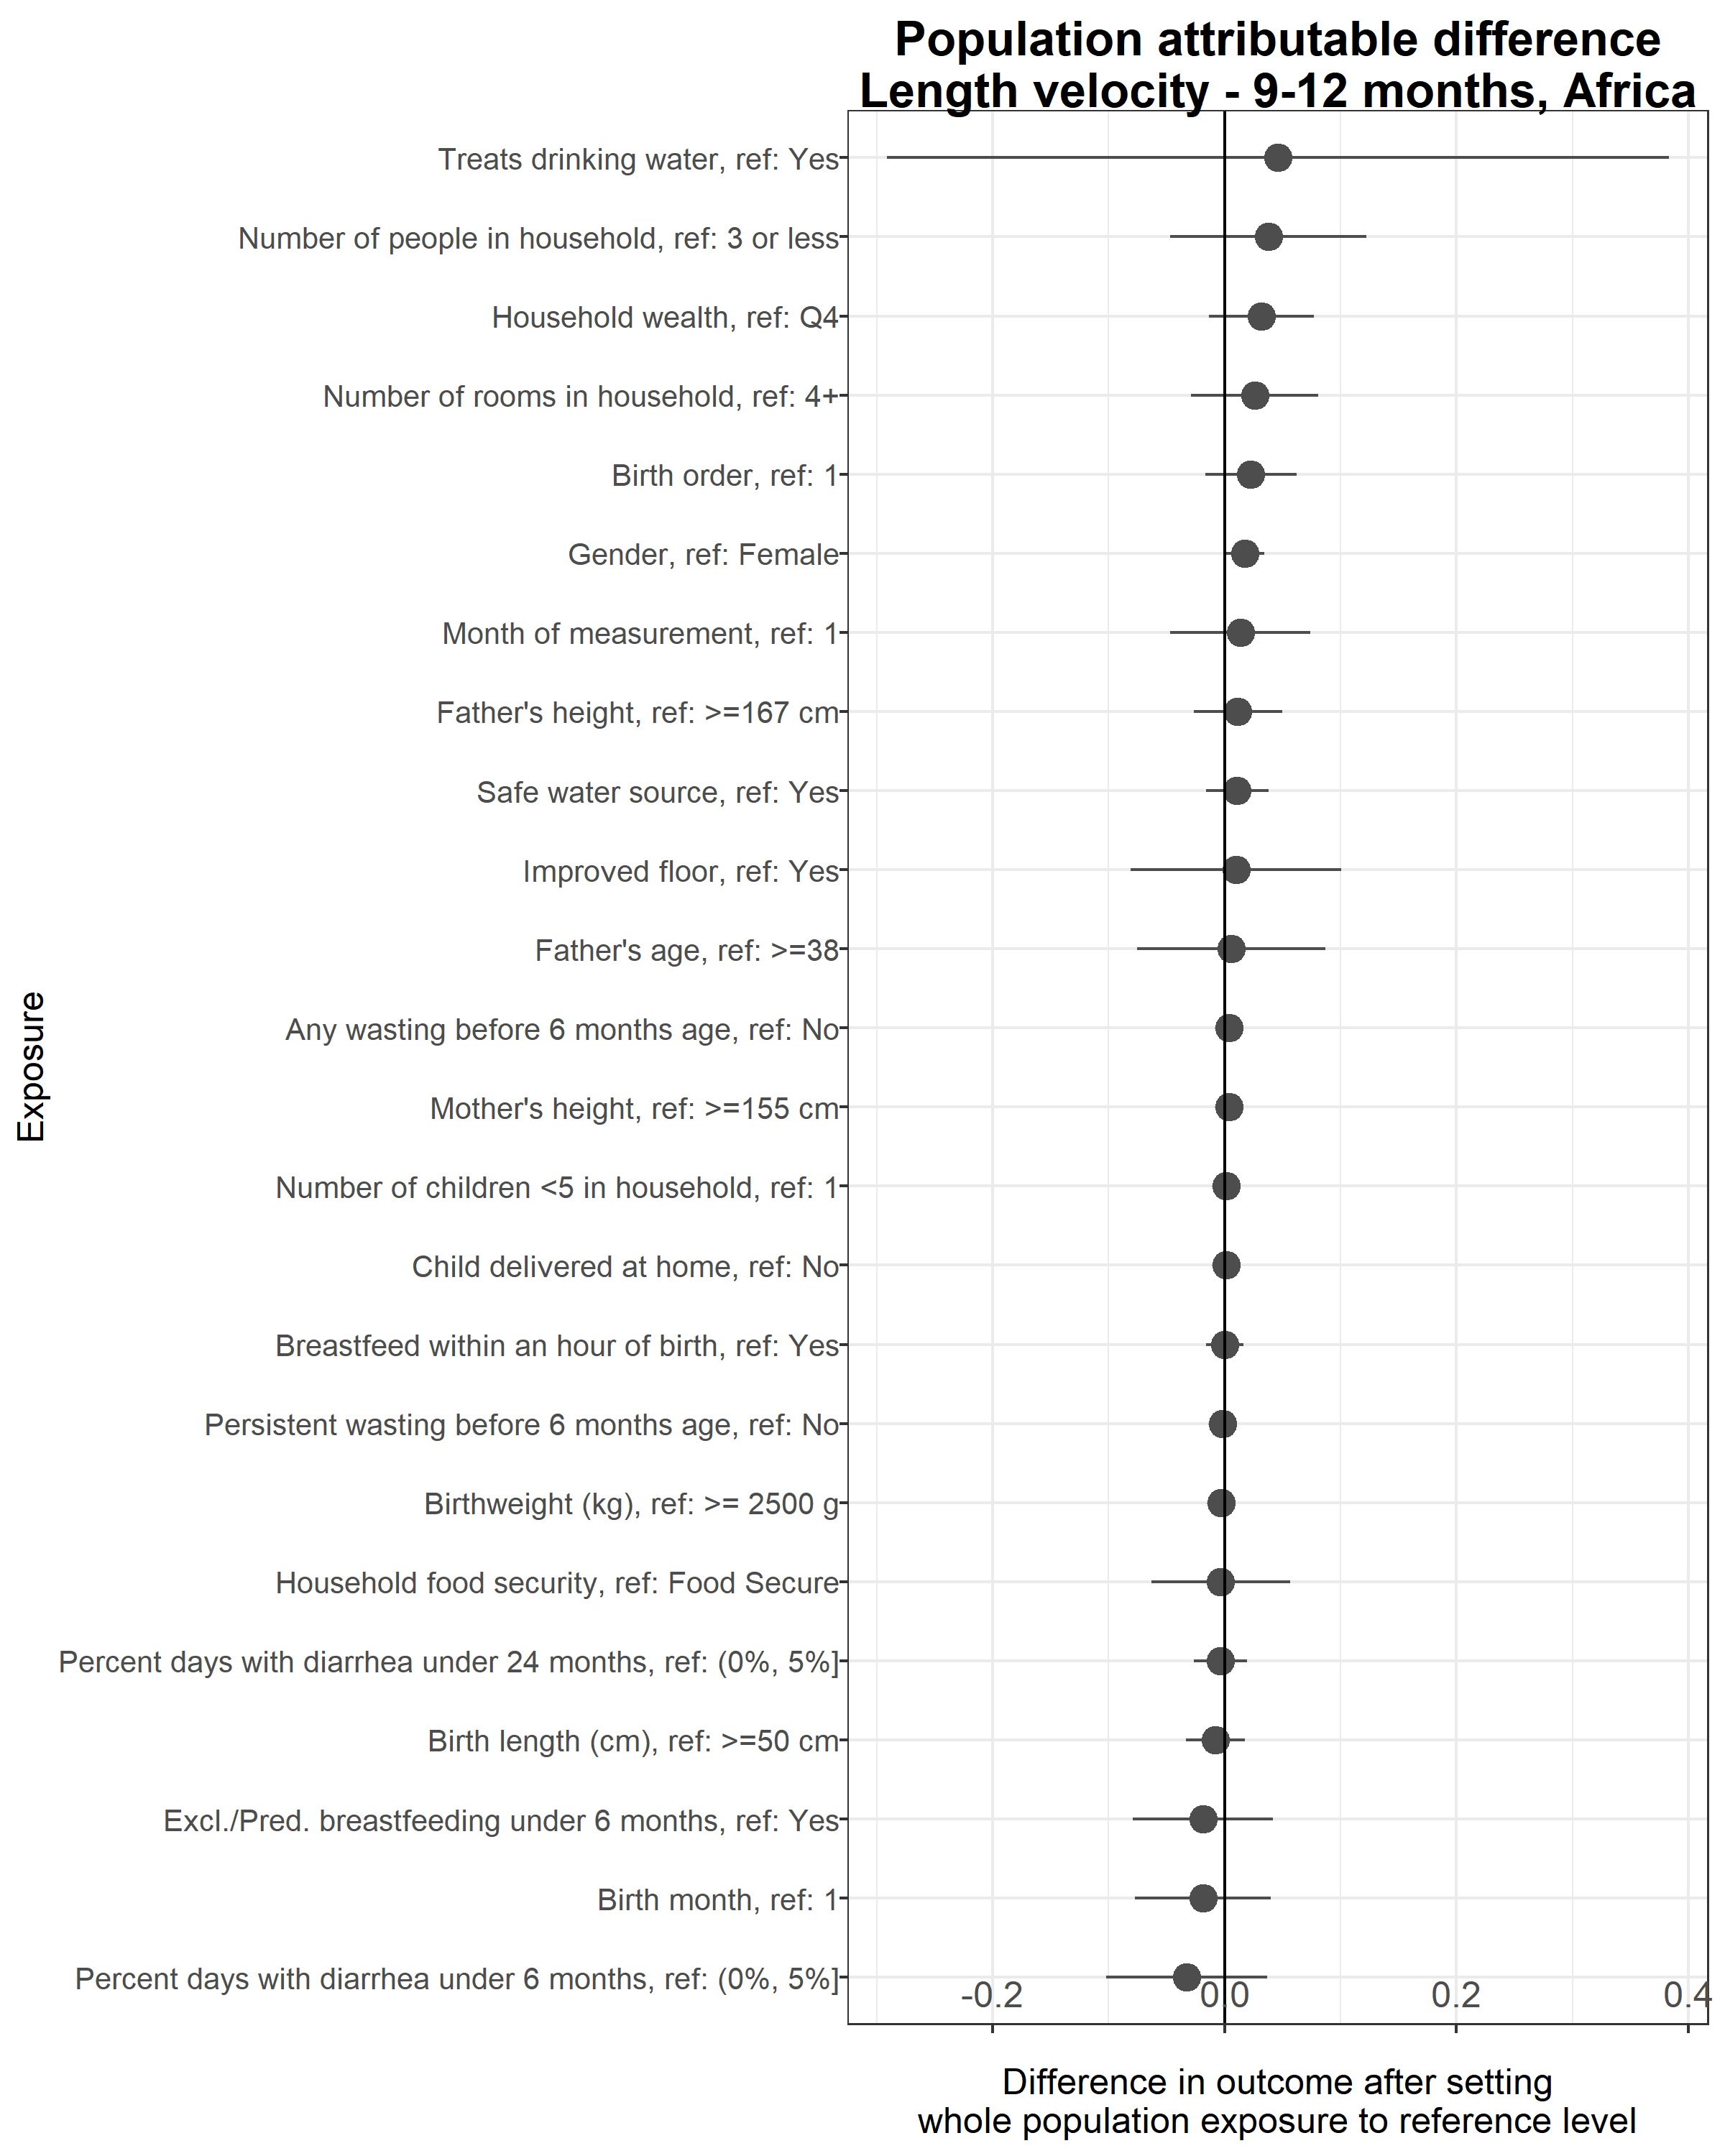 Population attributable difference
Length velocity - 9-12 months, Africa
Treats drinking water, ref: Yes
Number of people in household, ref: 3 or less
Household wealth, ref: Q4
Number of rooms in household, ref: 4+
Birth order, ref: 1
Gender, ref: Female
Month of measurement, ref: 1
Father's height, ref: >=167 cm
Safe water source, ref: Yes
Improved floor, ref: Yes
Father's age, ref: >=38
Any wasting before 6 months age, ref: No
Mother's height, ref: >=155 cm
Number of children <5 in household, ref: 1
Child delivered at home, ref: No
Breastfeed within an hour of birth, ref: Yes
Persistent wasting before 6 months age, ref: No
Birthweight (kg), ref: >= 2500 g
Household food security, ref: Food Secure
Percent days with diarrhea under 24 months, ref: (0%, 5%]
Birth length (cm), ref: >=50 cm
Excl./Pred. breastfeeding under 6 months, ref: Yes
Birth month, ref: 1
Percent days with diarrhea under 6 months, ref: (0%, 5%]
Exposure
-0.2 0.0 0.2 0.4
Difference in outcome after setting
whole population exposure to reference level